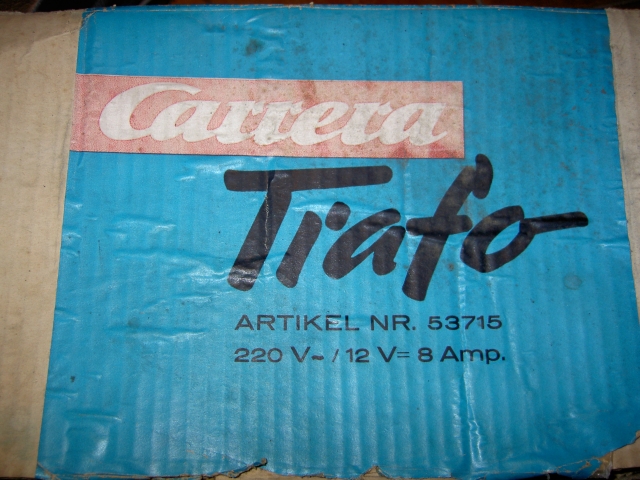 Carrera
Trafo
ARTIKEL NR. 53715
220 V~ / 12 V= 8 Amp.